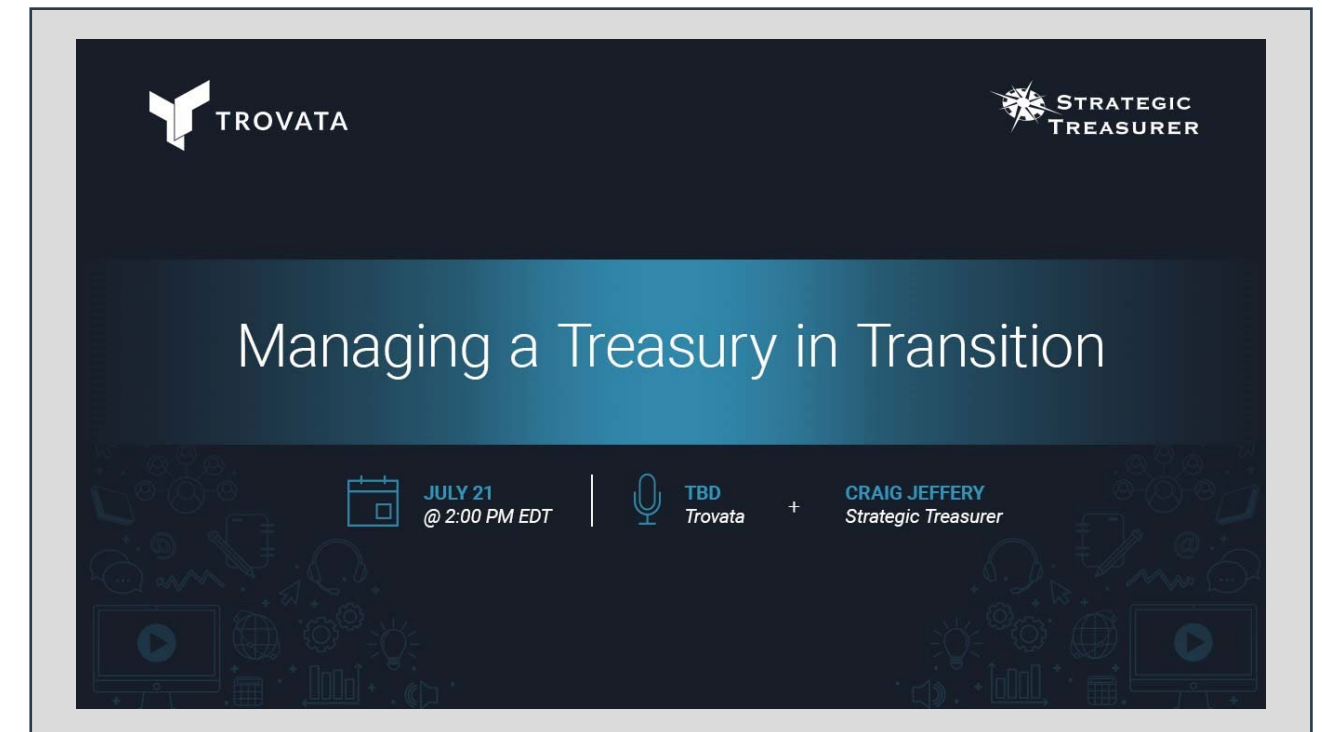 TROVATA
STRATEGIC
TREASURER
Managing a Treasury in Transition
JULY 21
@ 2:00 PM EDT
TBD
Trovata
+
CRAIG JEFFERY
Strategic Treasurer